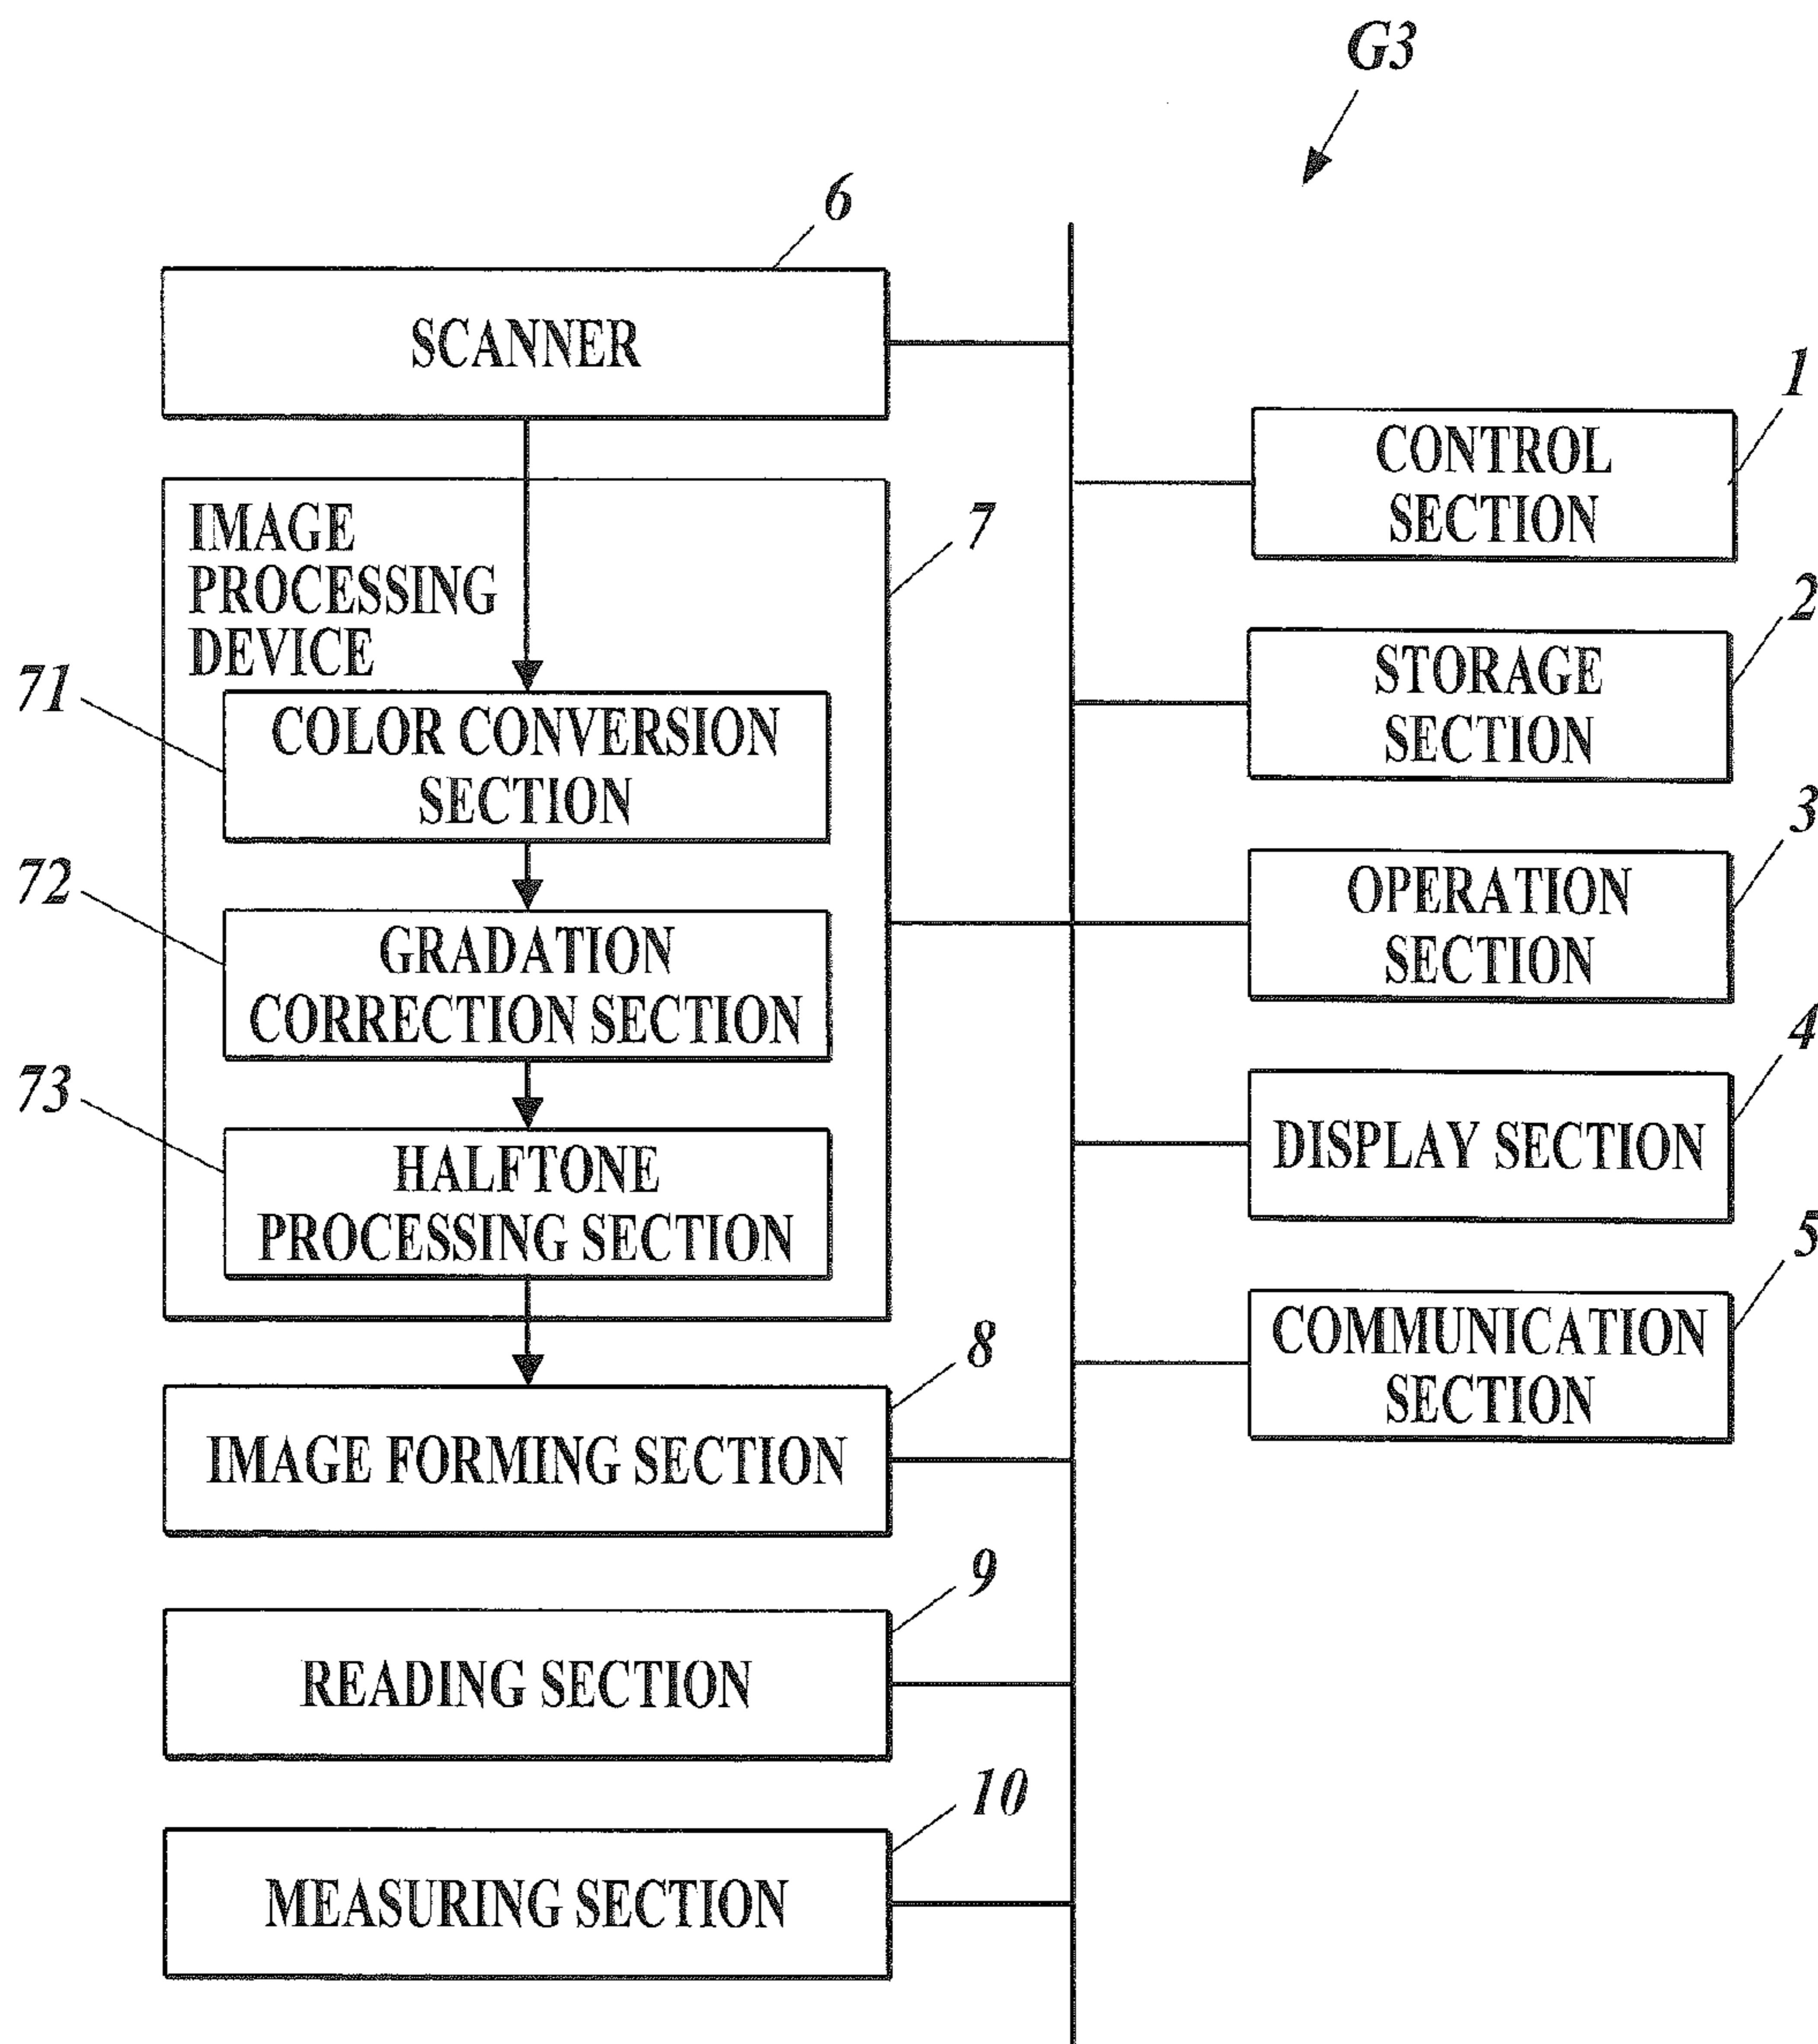 G3
6
SCANNER
1
CONTROL
SECTION
IMAGE
PROCESSING
DEVICE
7
2
STORAGE
SECTION
71
COLOR CONVERSION
SECTION
3
OPERATION
SECTION
72
GRADATION
CORRECTION SECTION
4
DISPLAY SECTION
73
HALFTONE
PROCESSING SECTION
5
COMMUNICATION
SECTION
8
IMAGE FORMING SECTION
9
READING SECTION
10
MEASURING SECTION